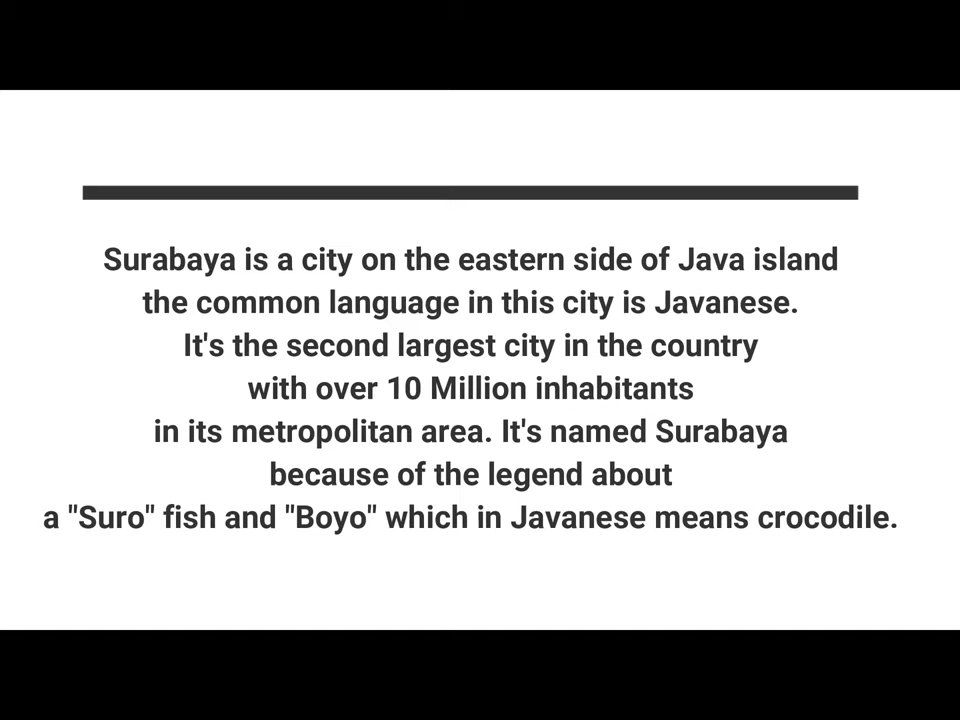 Surabaya is a city on the eastern side of Java island
the common language in this city is Javanese.
It's the second largest city in the country
with over 10 Million inhabitants
in its metropolitan area. It's named Surabaya
because of the legend about
a "Suro" fish and "Boyo" which in Javanese means crocodile.